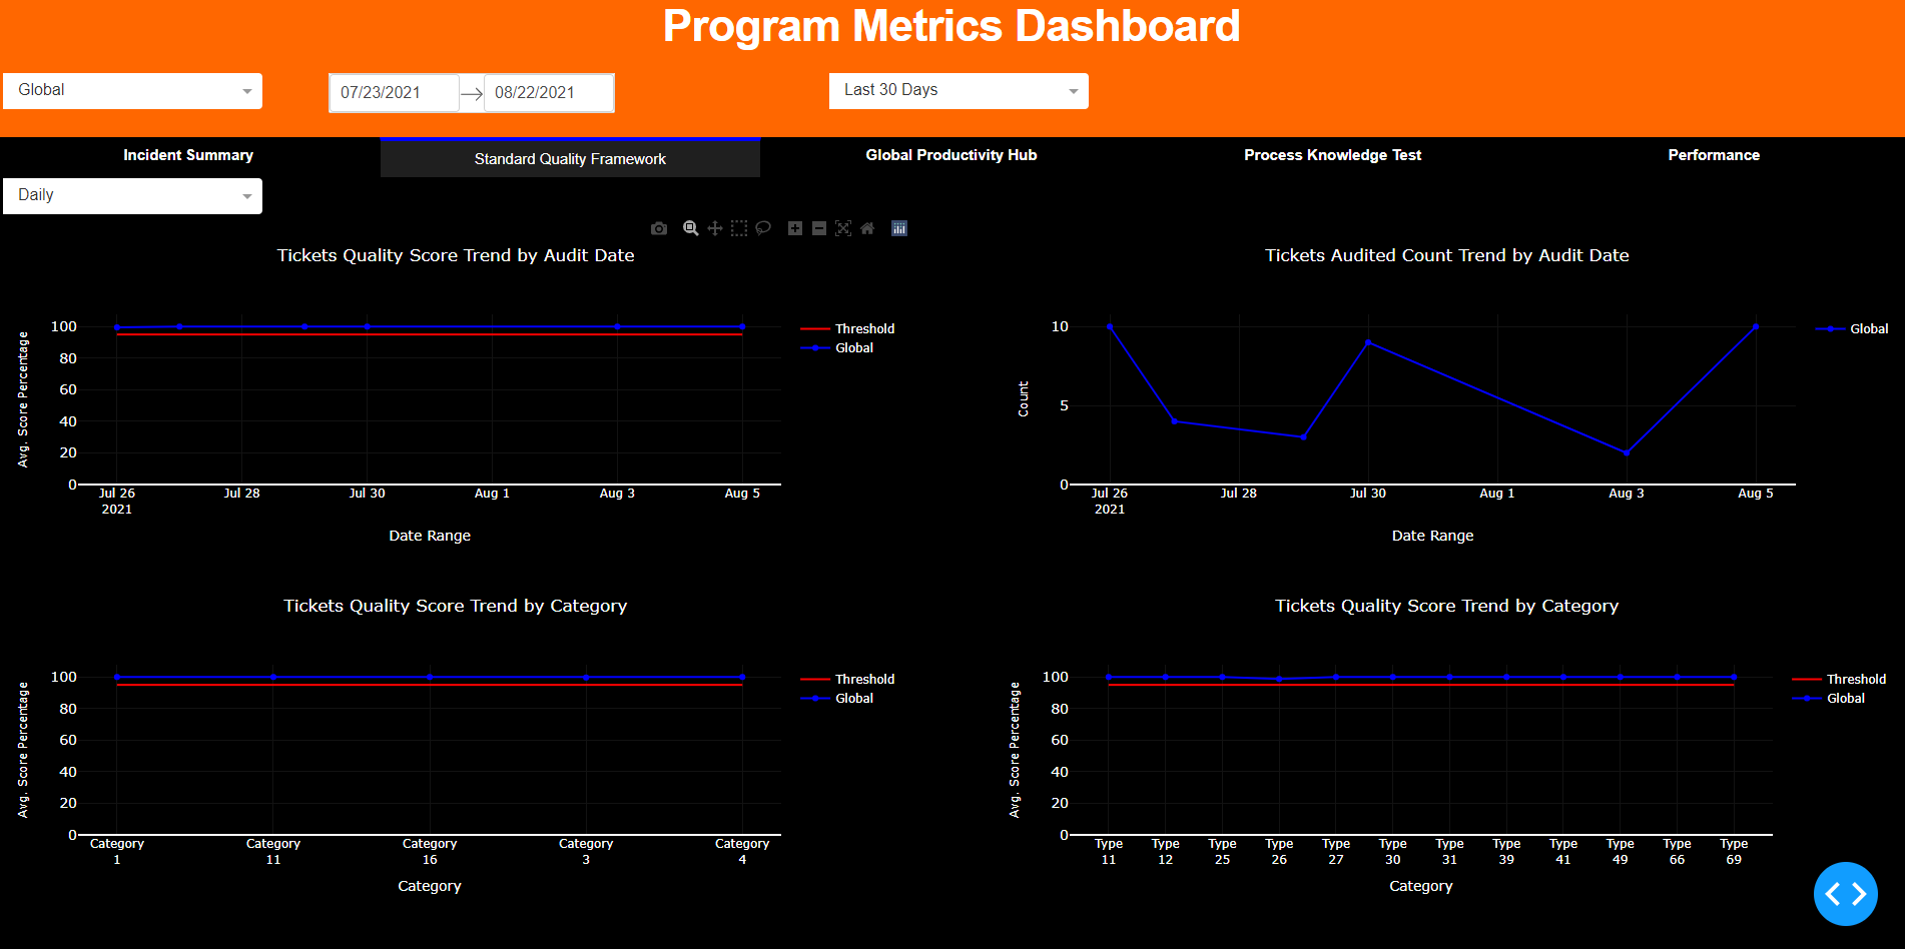 Program Metrics Dashboard
Global
07/23/2021
08/22/2021
Last 30 Days
Incident Summary
Standard Quality Framework
Global Productivity Hub
Process Knowledge Test
Performance
Daily
Tickets Quality Score Trend by Audit Date
Avg. Score Percentage
100
80
60
40
20
0
Jul 26
2021
Jul 28
Jul 30
Aug 1
Aug 3
Aug 5
Date Range
Threshold
Global
Tickets Audited Count Trend by Audit Date
Count
10
5
0
Jul 26
2021
Jul 28
Jul 30
Aug 1
Aug 3
Aug 5
Date Range
Global
Tickets Quality Score Trend by Category
Avg. Score Percentage
100
80
60
40
20
0
Category
1
Category
11
Category
16
Category
3
Category
4
Category
Threshold
Global
Tickets Quality Score Trend by Category
Avg. Score Percentage
100
80
60
40
20
0
Type
11
Type
12
Type
25
Type
26
Type
27
Type
30
Type
31
Type
39
Type
41
Type
49
Type
66
Type
69
Category
Threshold
Global